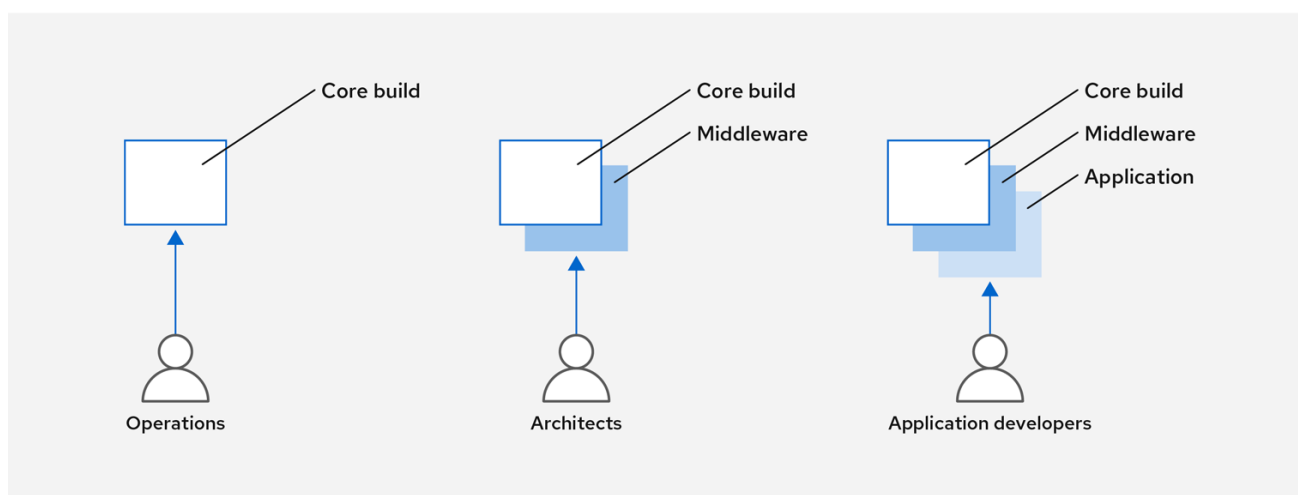 Core build
Operations
Core build
Middleware
Architects
Core build
Middleware
Application
Application developers